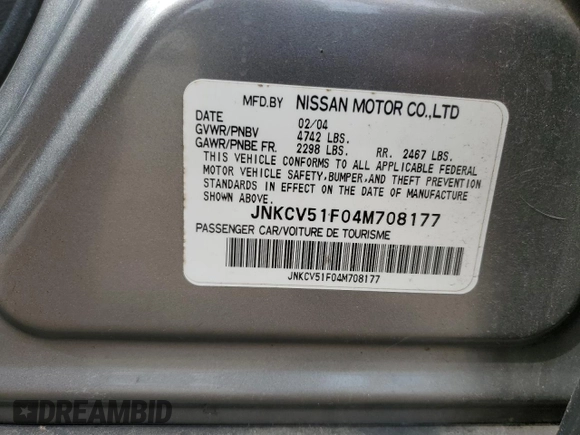 MFD.BY NISSAN MOTOR CO.,LTD
DATE 02/04
GVWR/PNBV 4742 LBS.
GAWR/PNBE FR. 2298 LBS. RR. 2467 LBS.
THIS VEHICLE CONFORMS TO ALL APPLICABLE FEDERAL
MOTOR VEHICLE SAFETY,BUMPER,AND THEFT PREVENTION
STANDARDS IN EFFECT ON THE DATE OF MANUFACTURE
SHOWN ABOVE.
JNKCV51F04M708177
PASSENGER CAR/VOITURE DE TOURISME
JNKCV51F04M708177
DREAMBID